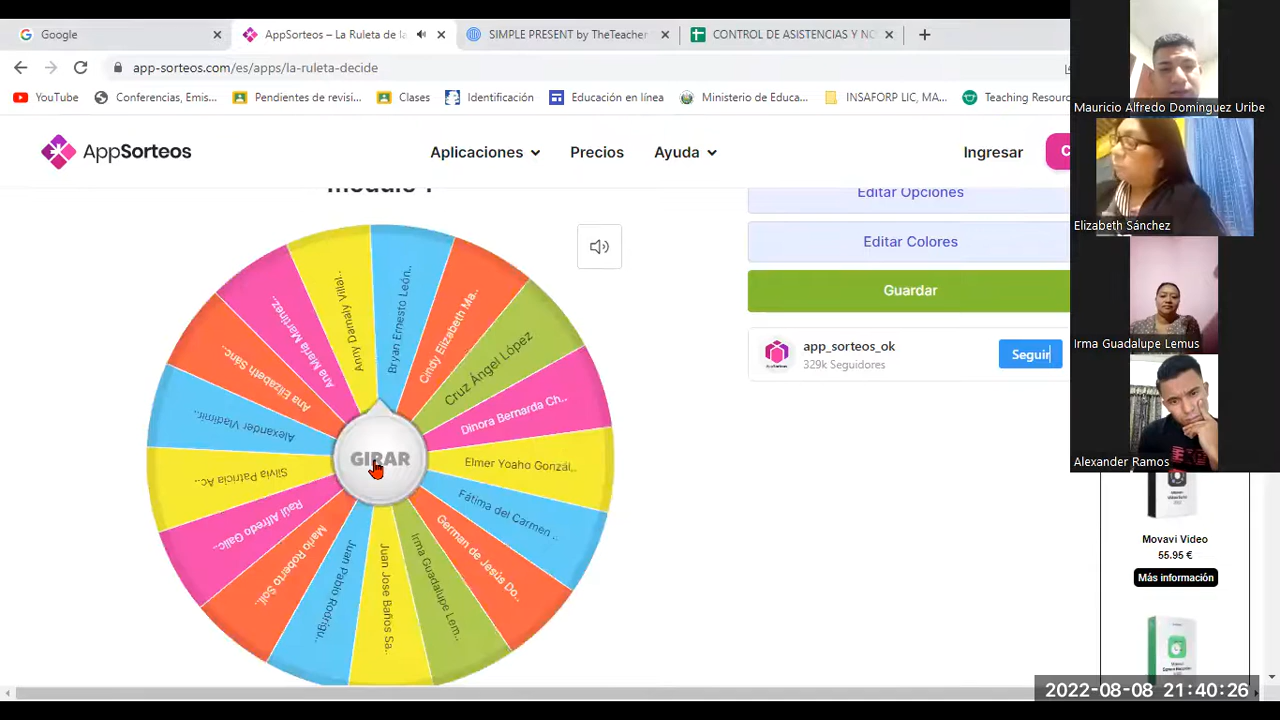 Google
AppSorteos – La Ruleta de la
SIMPLE PRESENT by TheTeacher
CONTROL DE ASISTENCIAS Y NO
app-sorteos.com/es/apps/la-ruleta-decide
YouTube
Conferencias, Emis...
Pendientes de revisi...
Clases
Identificación
Educación en línea
Ministerio de Educa...
INSAFORP LIC, MA...
Teaching Resourc
AppSorteos
Aplicaciones
Precios
Ayuda
Ingresar
C
Editar Opciones
Editar Colores
Guardar
app_sorteos_ok
329k Seguidores
Seguir
GIRAR
Bryan Ernesto León..
Cindy Elizabeth Ma..
Cruz Ángel López
Dinora Bernarda Ch..
Elmer Yoaho Gonzál..
Fátima del Carmen ..
German de Jesús Do..
Irma Guadalupe Lem..
Juan Jose Baños Sa..
Juan Pablo Rodrígu..
Mario Roberto Solí..
Raúl Alfredo Galic..
Silvia Patricia Ac..
Alexander Vladimir..
Ana Elizabeth Sánc..
Ana María Martínez..
Anny Damaly Villal..
Mauricio Alfredo Domínguez Uribe
Elizabeth Sánchez
Irma Guadalupe Lemus
Alexander Ramos
Movavi Video
55.95 €
Más información
2022-08-08 21:40:26